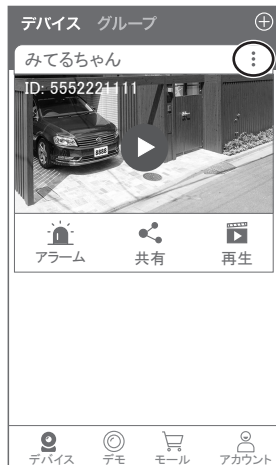 デバイス グループ
みてるちゃん
ID: 5552221111
8888
アラーム 共有 再生
デバイス デモ モール アカウント